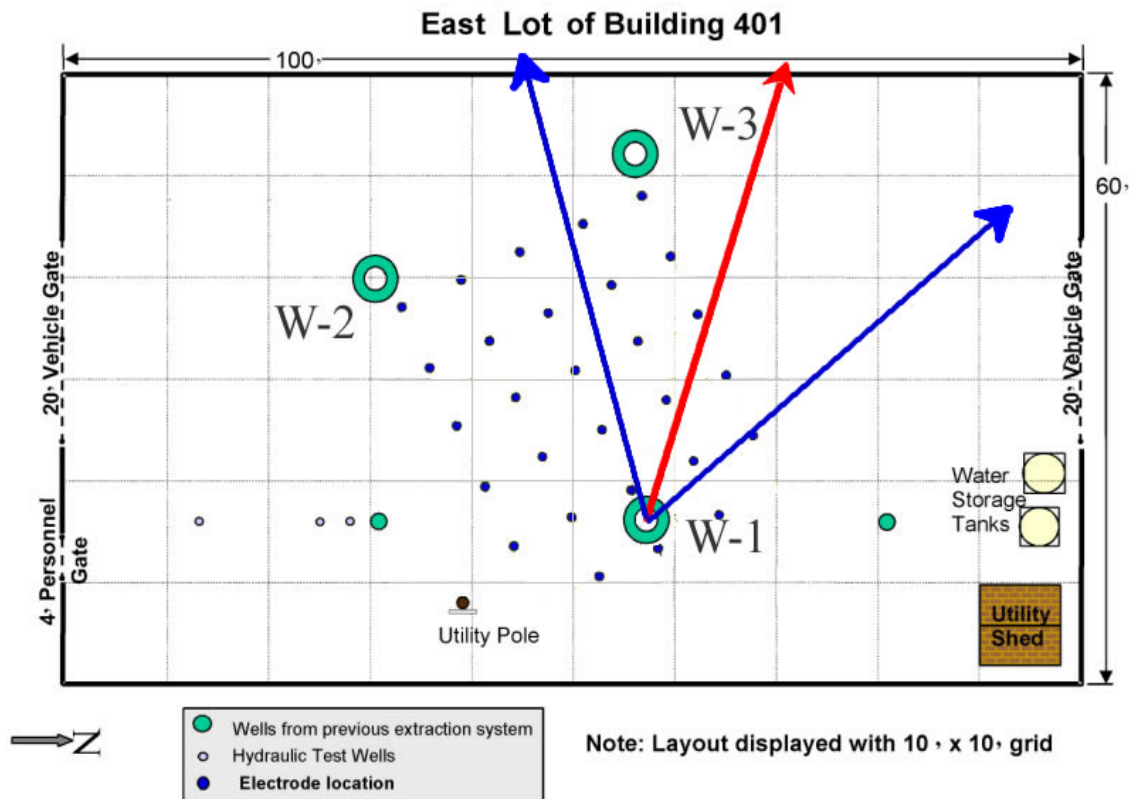 East Lot of Building 401
100,
60,
W-3
W-2
20, Vehicle Gate
20, Vehicle Gate
4, Personnel
Gate
Water
Storage
Tanks
W-1
Utility Pole
Utility
Shed
N
Wells from previous extraction system
Hydraulic Test Wells
Electrode location
Note: Layout displayed with 10 , x 10, grid